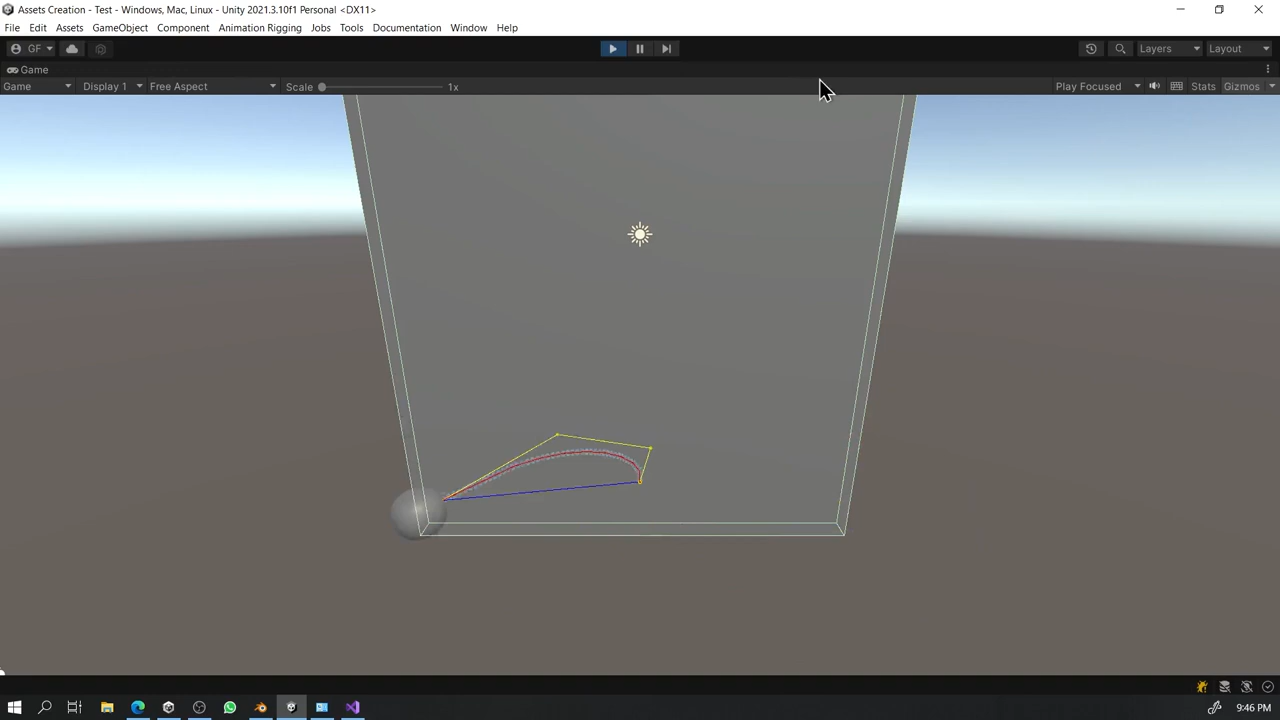 Assets Creation - Test - Windows, Mac, Linux - Unity 2021.3.10f1 Personal <DX11>
File Edit Assets GameObject Component Animation Rigging Jobs Tools Documentation Window Help
GF Layers Layout
Game
Game Display 1 Free Aspect Scale 1x Play Focused Stats Gizmos
9:46 PM